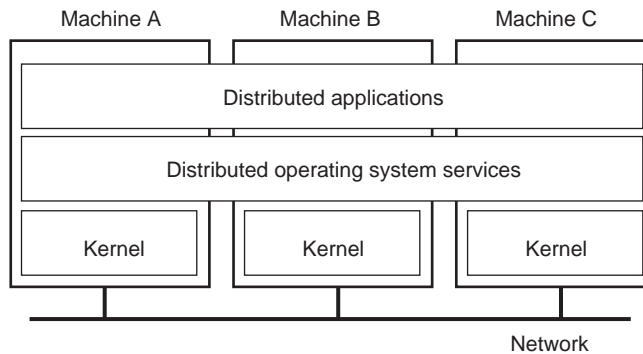 Machine A
Machine B
Machine C
Distributed applications
Distributed operating system services
Kernel
Kernel
Kernel
Network